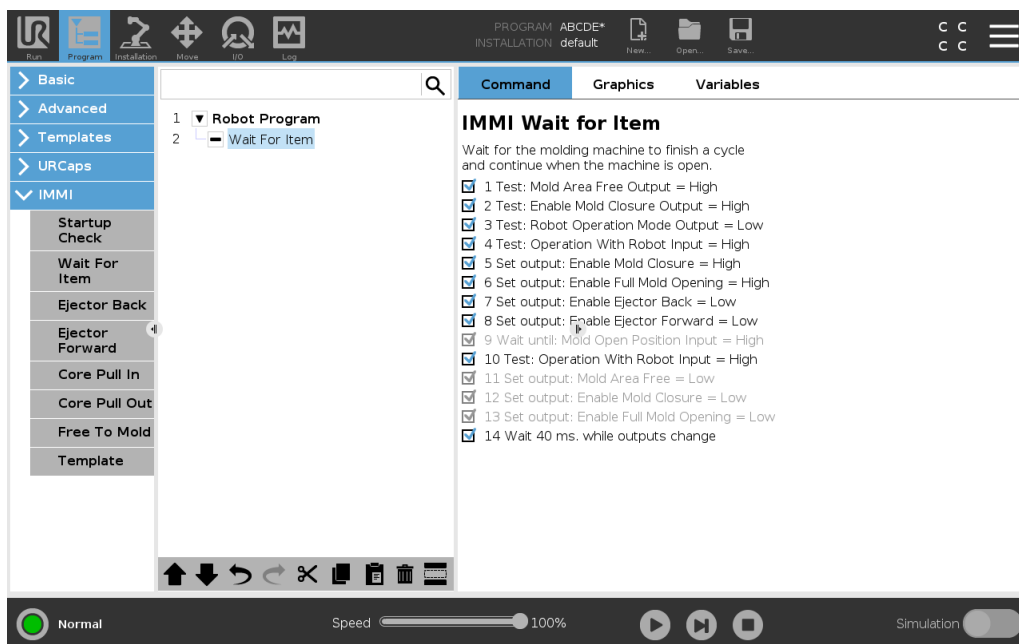 Run
Program
Installation
Move
I/O
Log
PROGRAM ABCDE*
INSTALLATION default
New...
Open...
Save...
C C
C C
Basic
Advanced
Templates
URCaps
IMMI
Startup
Check
Wait For
Item
Ejector Back
Ejector
Forward
Core Pull In
Core Pull Out
Free To Mold
Template
1 Robot Program
2 Wait For Item
Command Graphics Variables
IMMI Wait for Item
Wait for the molding machine to finish a cycle
and continue when the machine is open.
1 Test: Mold Area Free Output = High
2 Test: Enable Mold Closure Output = High
3 Test: Robot Operation Mode Output = Low
4 Test: Operation With Robot Input = High
5 Set output: Enable Mold Closure = High
6 Set output: Enable Full Mold Opening = High
7 Set output: Enable Ejector Back = Low
8 Set output: Enable Ejector Forward = Low
9 Wait until: Mold Open Position Input = High
10 Test: Operation With Robot Input = High
11 Set output: Mold Area Free = Low
12 Set output: Enable Mold Closure = Low
13 Set output: Enable Full Mold Opening = Low
14 Wait 40 ms. while outputs change
Normal
Speed 100%
Simulation